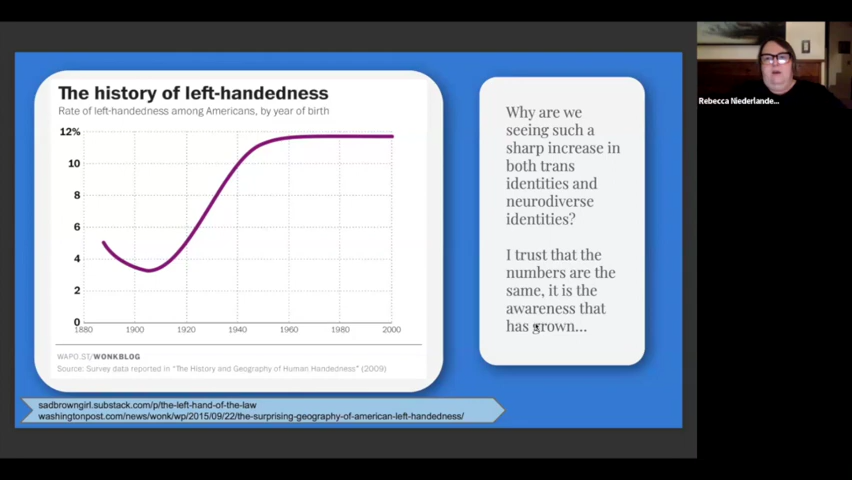 The history of left-handedness
Rate of left-handedness among Americans, by year of birth
12%
10
8
6
4
2
0
1880 1900 1920 1940 1960 1980 2000
WAPO.ST/WONKBLOG
Source: Survey data reported in "The History and Geography of Human Handedness" (2009)
Why are we
seeing such a
sharp increase in
both trans
identities and
neurodiverse
identities?
I trust that the
numbers are the
same, it is the
awareness that
has grown...
sadbrowngirl.substack.com/p/the-left-hand-of-the-law
washingtonpost.com/news/wonk/wp/2015/09/22/the-surprising-geography-of-american-left-handedness/
Rebecca Niederlande...